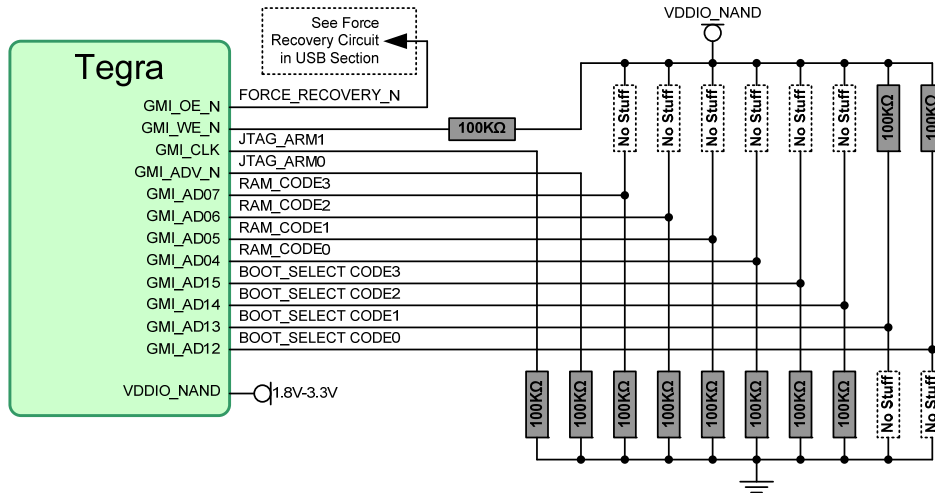 VDDIO_NAND
See Force
Recovery Circuit
in USB Section
Tegra
GMI_OE_N
FORCE_RECOVERY_N
GMI_WE_N
100KΩ
GMI_CLK
JTAG_ARM1
GMI_ADV_N
JTAG_ARM0
GMI_AD07
RAM_CODE3
GMI_AD06
RAM_CODE2
GMI_AD05
RAM_CODE1
GMI_AD04
RAM_CODE0
GMI_AD15
BOOT_SELECT CODE3
GMI_AD14
BOOT_SELECT CODE2
GMI_AD13
BOOT_SELECT CODE1
GMI_AD12
BOOT_SELECT CODE0
VDDIO_NAND
1.8V-3.3V
No Stuff
No Stuff
No Stuff
No Stuff
No Stuff
No Stuff
100KΩ
100KΩ
100KΩ
100KΩ
100KΩ
100KΩ
100KΩ
100KΩ
100KΩ
100KΩ
No Stuff
No Stuff